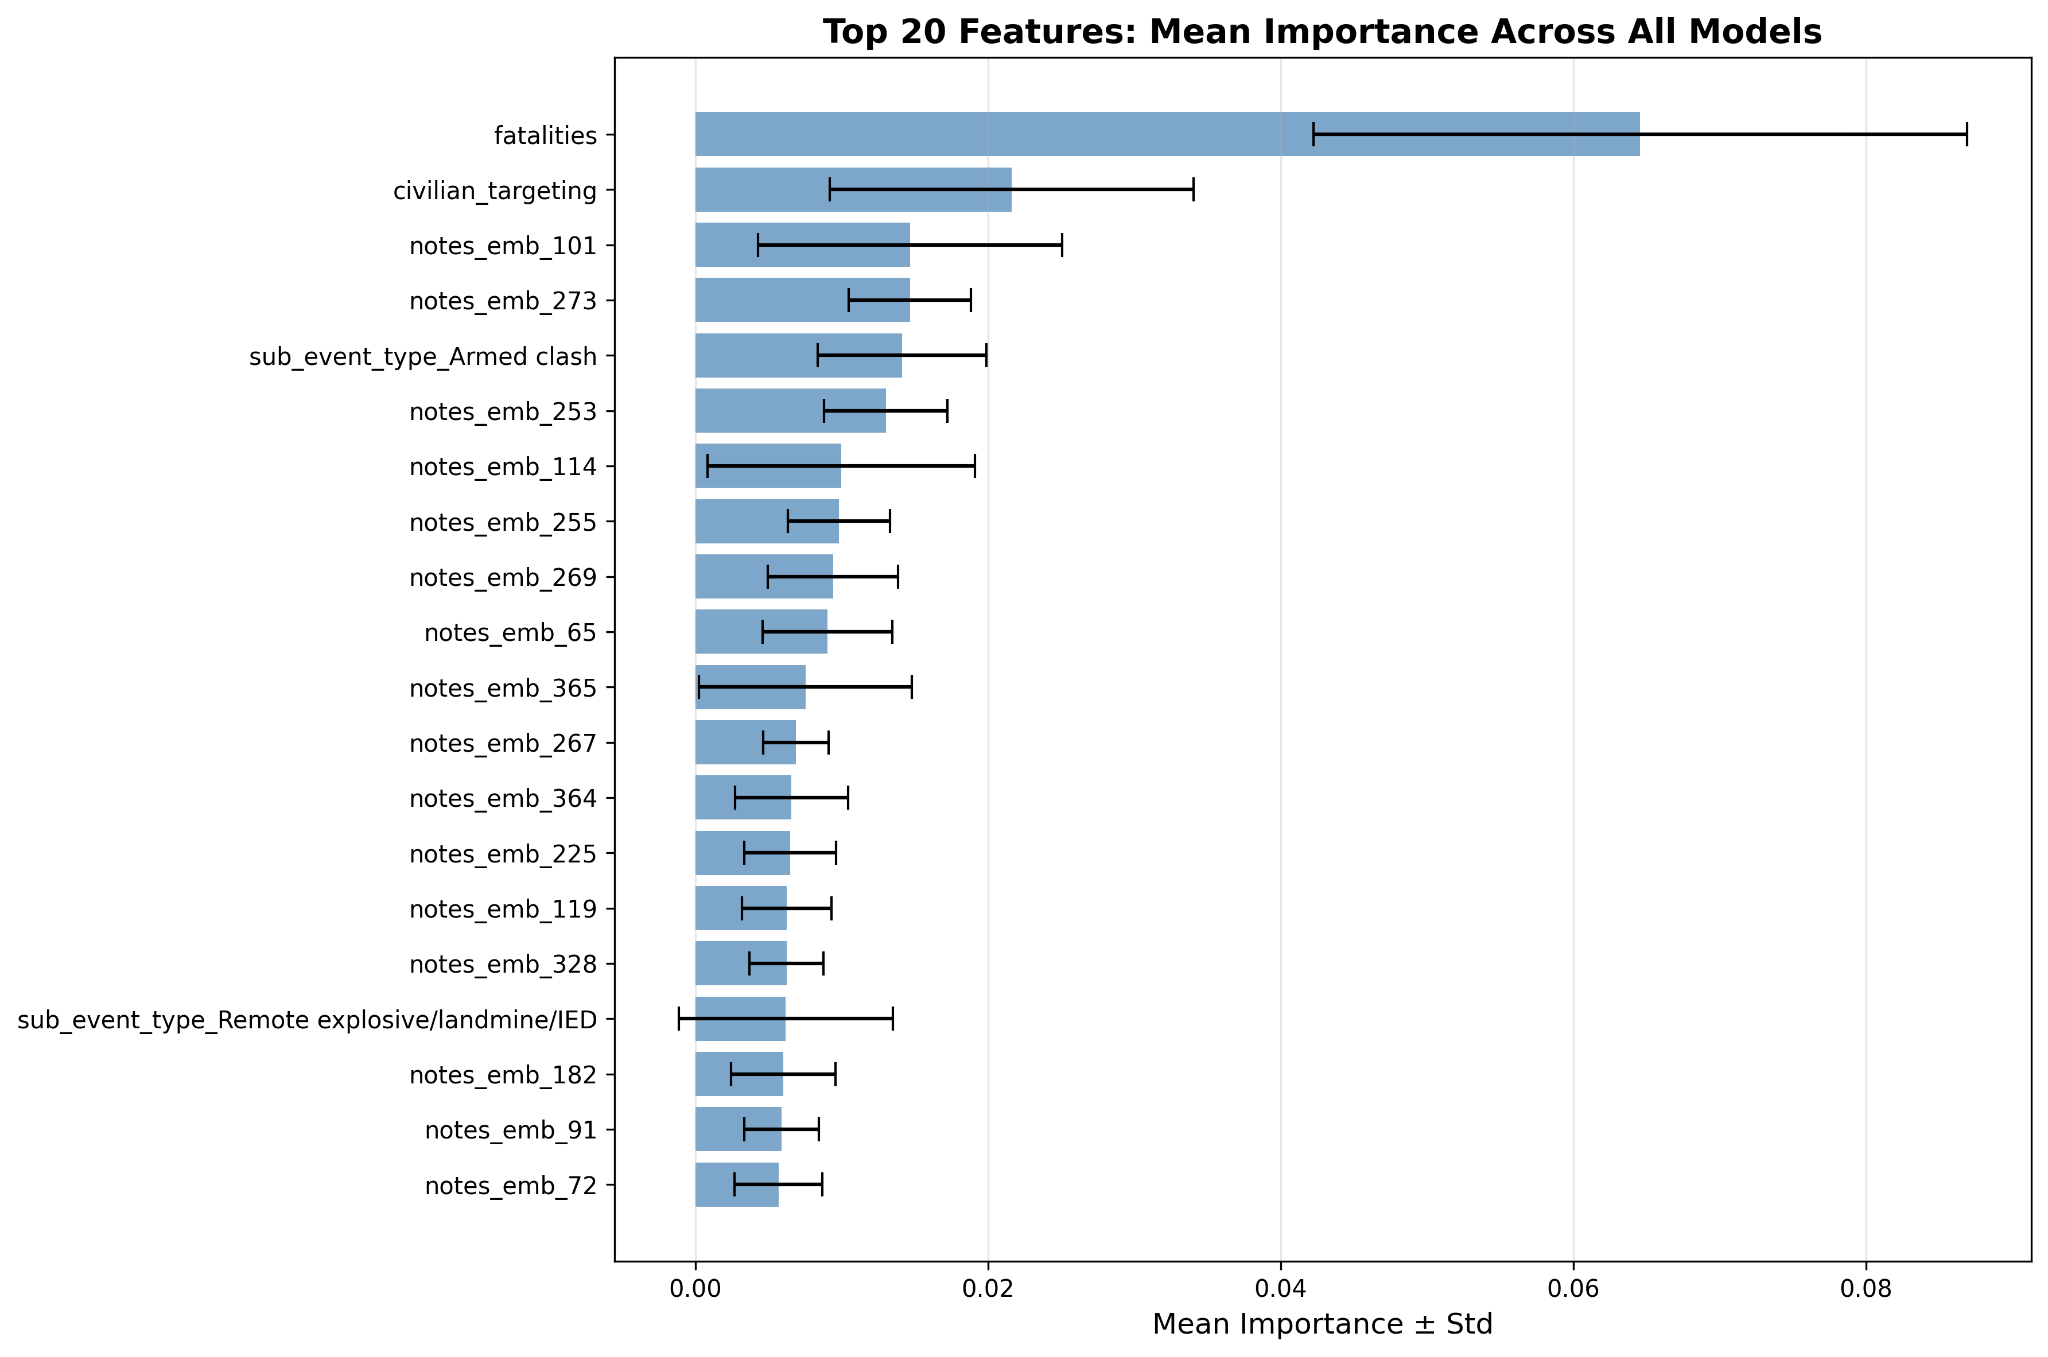 Top 20 Features: Mean Importance Across All Models
fatalities
civilian_targeting
notes_emb_101
notes_emb_273
sub_event_type_Armed clash
notes_emb_253
notes_emb_114
notes_emb_255
notes_emb_269
notes_emb_65
notes_emb_365
notes_emb_267
notes_emb_364
notes_emb_225
notes_emb_119
notes_emb_328
sub_event_type_Remote explosive/landmine/IED
notes_emb_182
notes_emb_91
notes_emb_72
0.00 0.02 0.04 0.06 0.08
Mean Importance ± Std